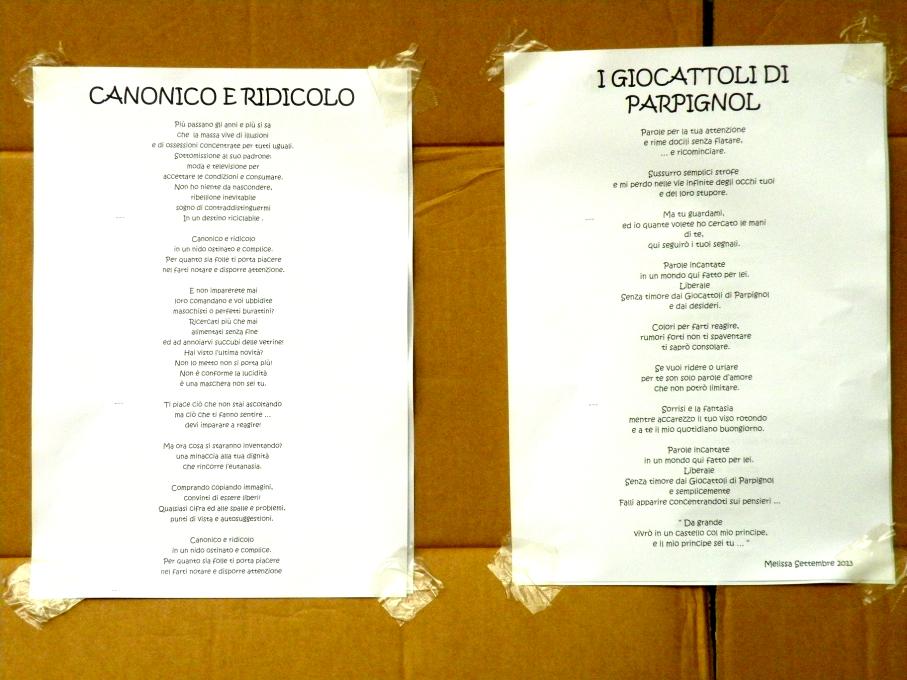 CANONICO E RIDICOLO
Più passano gli anni e più si sa
che la massa vive di illusioni
e di ossessioni concentrate per tutti uguali.
Sottomissione al suo padrone:
moda e televisione per
accettare le condizioni e consumare.
Non ho niente da nascondere,
ribellione inevitabile
sogno di contraddistinguermi
In un destino riciclabile .
Canonico e ridicolo
in un nido ostinato e complice.
Per quanto sia folle ti porta piacere
nel farti notare e disporre attenzione.
E non imparerete mai
loro comandano e voi ubbidite
masochisti o perfetti burattini?
Ricercati più che mai
alimentati senza fine
ed ad annoiarvi succubi delle vetrine!
Hai visto l'ultima novità?
Non lo metto non si porta più!
Non è conforme la lucidità
è una maschera non sei tu.
Ti piace ciò che non stai ascoltando
ma ciò che ti fanno sentire ...
devi imparare a reagire!
Ma ora cosa si staranno inventando?
una minaccia alla tua dignità
che rincorre l'eutanasia.
Comprando copiando immagini,
convinti di essere liberi!
Qualsiasi cifra ed alle spalle e problemi,
punti di vista e autosuggestioni.
Canonico e ridicolo
in un nido ostinato e complice.
Per quanto sia folle ti porta piacere
nel farti notare e disporre attenzione
I GIOCATTOLI DI
PARPIGNOL
Parole per la tua attenzione
e rime docili senza fiatare,
... e ricominciare.
Sussurro semplici strofe
e mi perdo nelle vie infinite degli occhi tuoi
e del loro stupore.
Ma tu guardami,
ed io quante volete ho cercato le mani
di te,
qui seguirò i tuoi segnali.
Parole incantate
in un mondo qui fatto per lei.
Liberale
Senza timore dai Giocattoli di Parpignol
e dai desideri.
Colori per farti reagire,
rumori forti non ti spaventare
ti saprò consolare.
Se vuoi ridere o urlare
per te son solo parole d'amore
che non potrò limitare.
Sorrisi e la fantasia
mentre accarezzo il tuo viso rotondo
e a te il mio quotidiano buongiorno.
Parole incantate
in un mondo qui fatto per lei.
Liberale
Senza timore dai Giocattoli di Parpignol
e semplicemente
Falli apparire concentrandoti sui pensieri ...
" Da grande
vivrò in un castello col mio principe,
e il mio principe sei tu ... "
Melissa Settembre 2013